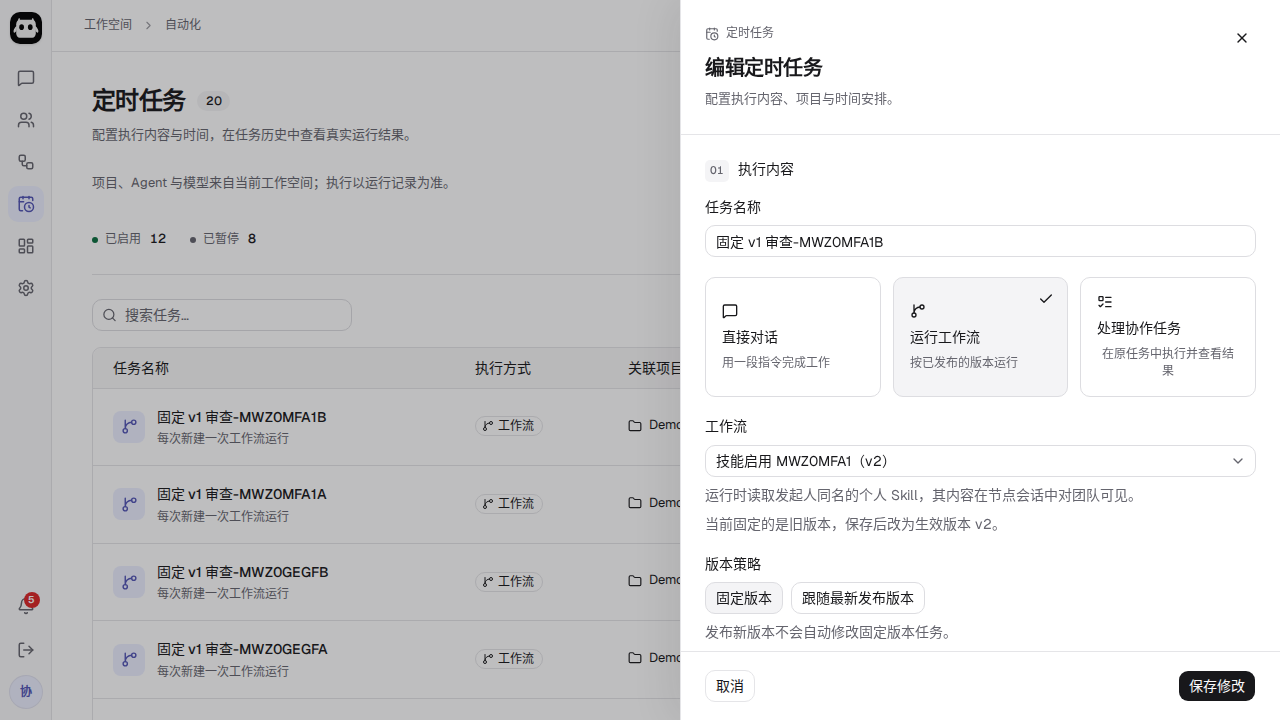 工作空间
自动化
定时任务 20
配置执行内容与时间，在任务历史中查看真实运行结果。
项目、Agent 与模型来自当前工作空间；执行以运行记录为准。
已启用 12 已暂停 8
搜索任务…
任务名称 执行方式 关联项目
固定 v1 审查-MWZ0MFA1B
每次新建一次工作流运行
工作流
Demo
固定 v1 审查-MWZ0MFA1A
每次新建一次工作流运行
工作流
Demo
固定 v1 审查-MWZ0GEGFB
每次新建一次工作流运行
工作流
Demo
固定 v1 审查-MWZ0GEGFA
每次新建一次工作流运行
工作流
Demo
5
协
定时任务
编辑定时任务
配置执行内容、项目与时间安排。
01 执行内容
任务名称
固定 v1 审查-MWZ0MFA1B
直接对话
用一段指令完成工作
运行工作流
按已发布的版本运行
处理协作任务
在原任务中执行并查看结
果
工作流
技能启用 MWZ0MFA1（v2）
运行时读取发起人同名的个人 Skill，其内容在节点会话中对团队可见。
当前固定的是旧版本，保存后改为生效版本 v2。
版本策略
固定版本 跟随最新发布版本
发布新版本不会自动修改固定版本任务。
取消 保存修改